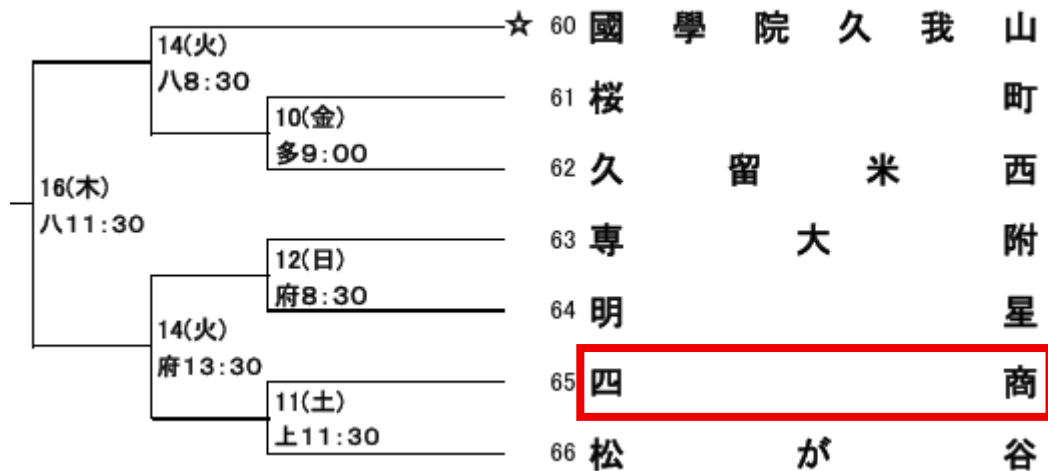 ☆ 60 國學院久我山
14(火)
八8:30
61 桜町
10(金)
多9:00
62 久留米西
16(木)
八11:30
63 専大附
12(日)
府8:30
64 明星
14(火)
府13:30
65 四商
11(土)
上11:30
66 松が谷